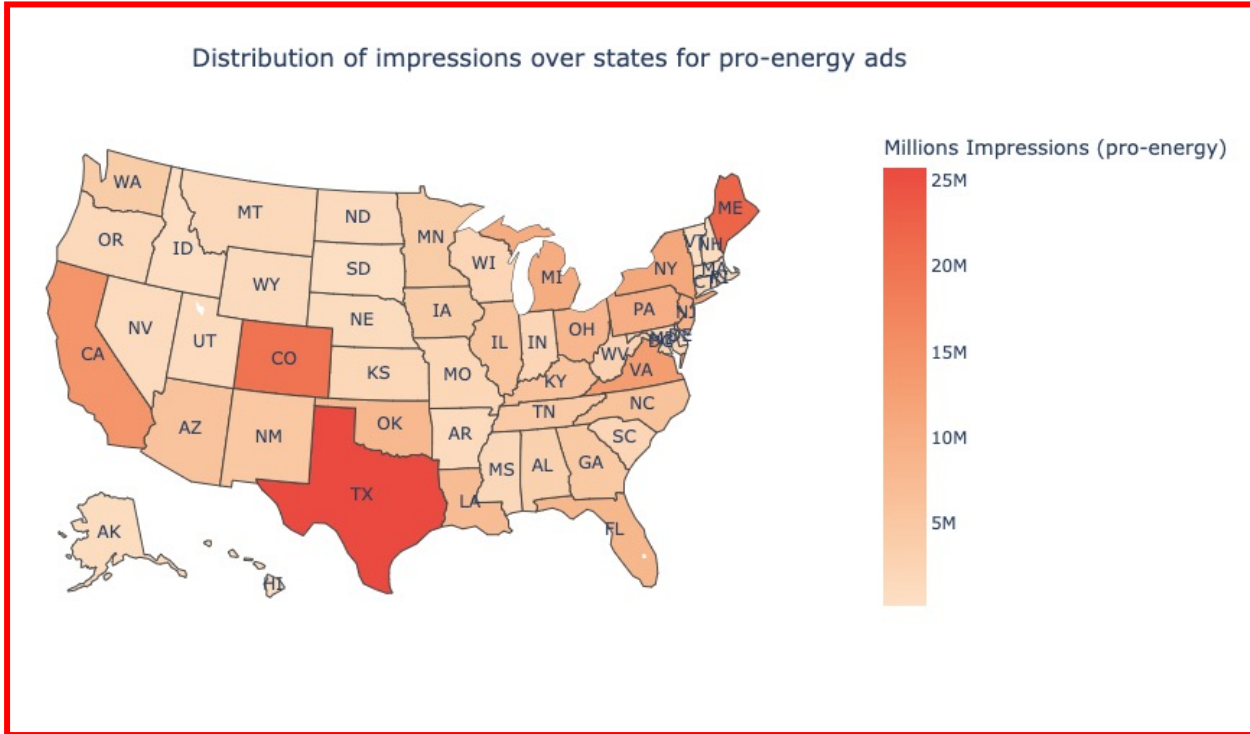 Distribution of impressions over states for pro-energy ads
Millions Impressions (pro-energy)
25M
20M
15M
10M
5M
WA
MT
ND
MN
ME
OR
ID
SD
WI
MI
NY
VT
NH
MA
WY
NE
IA
PA
NJ
NV
UT
CO
KS
IL
IN
OH
CA
MO
KY
WV
VA
AZ
NM
OK
AR
TN
NC
SC
TX
LA
MS
AL
GA
FL
AK
HI